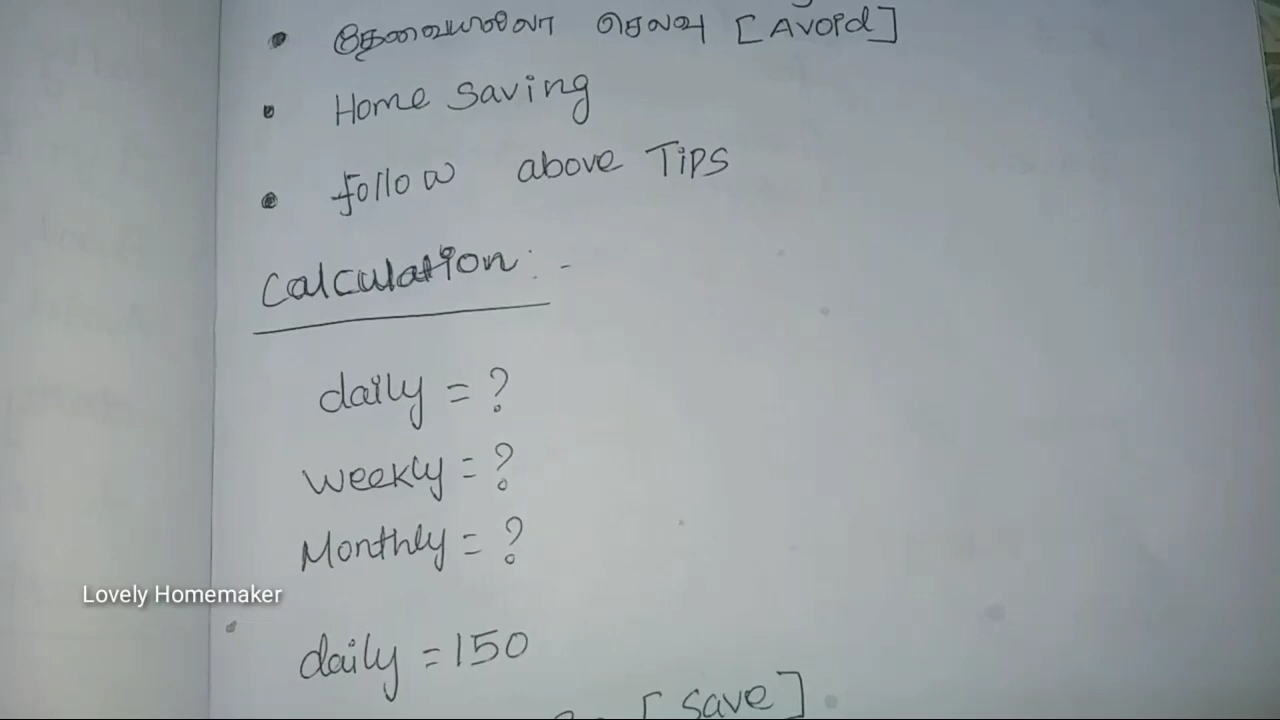 தேவையில்லா செலவு [Avoid]
Home saving
follow above Tips
Calculation:-
daily = ?
weekly = ?
Monthly = ?
Lovely Homemaker
daily = 150
[save].